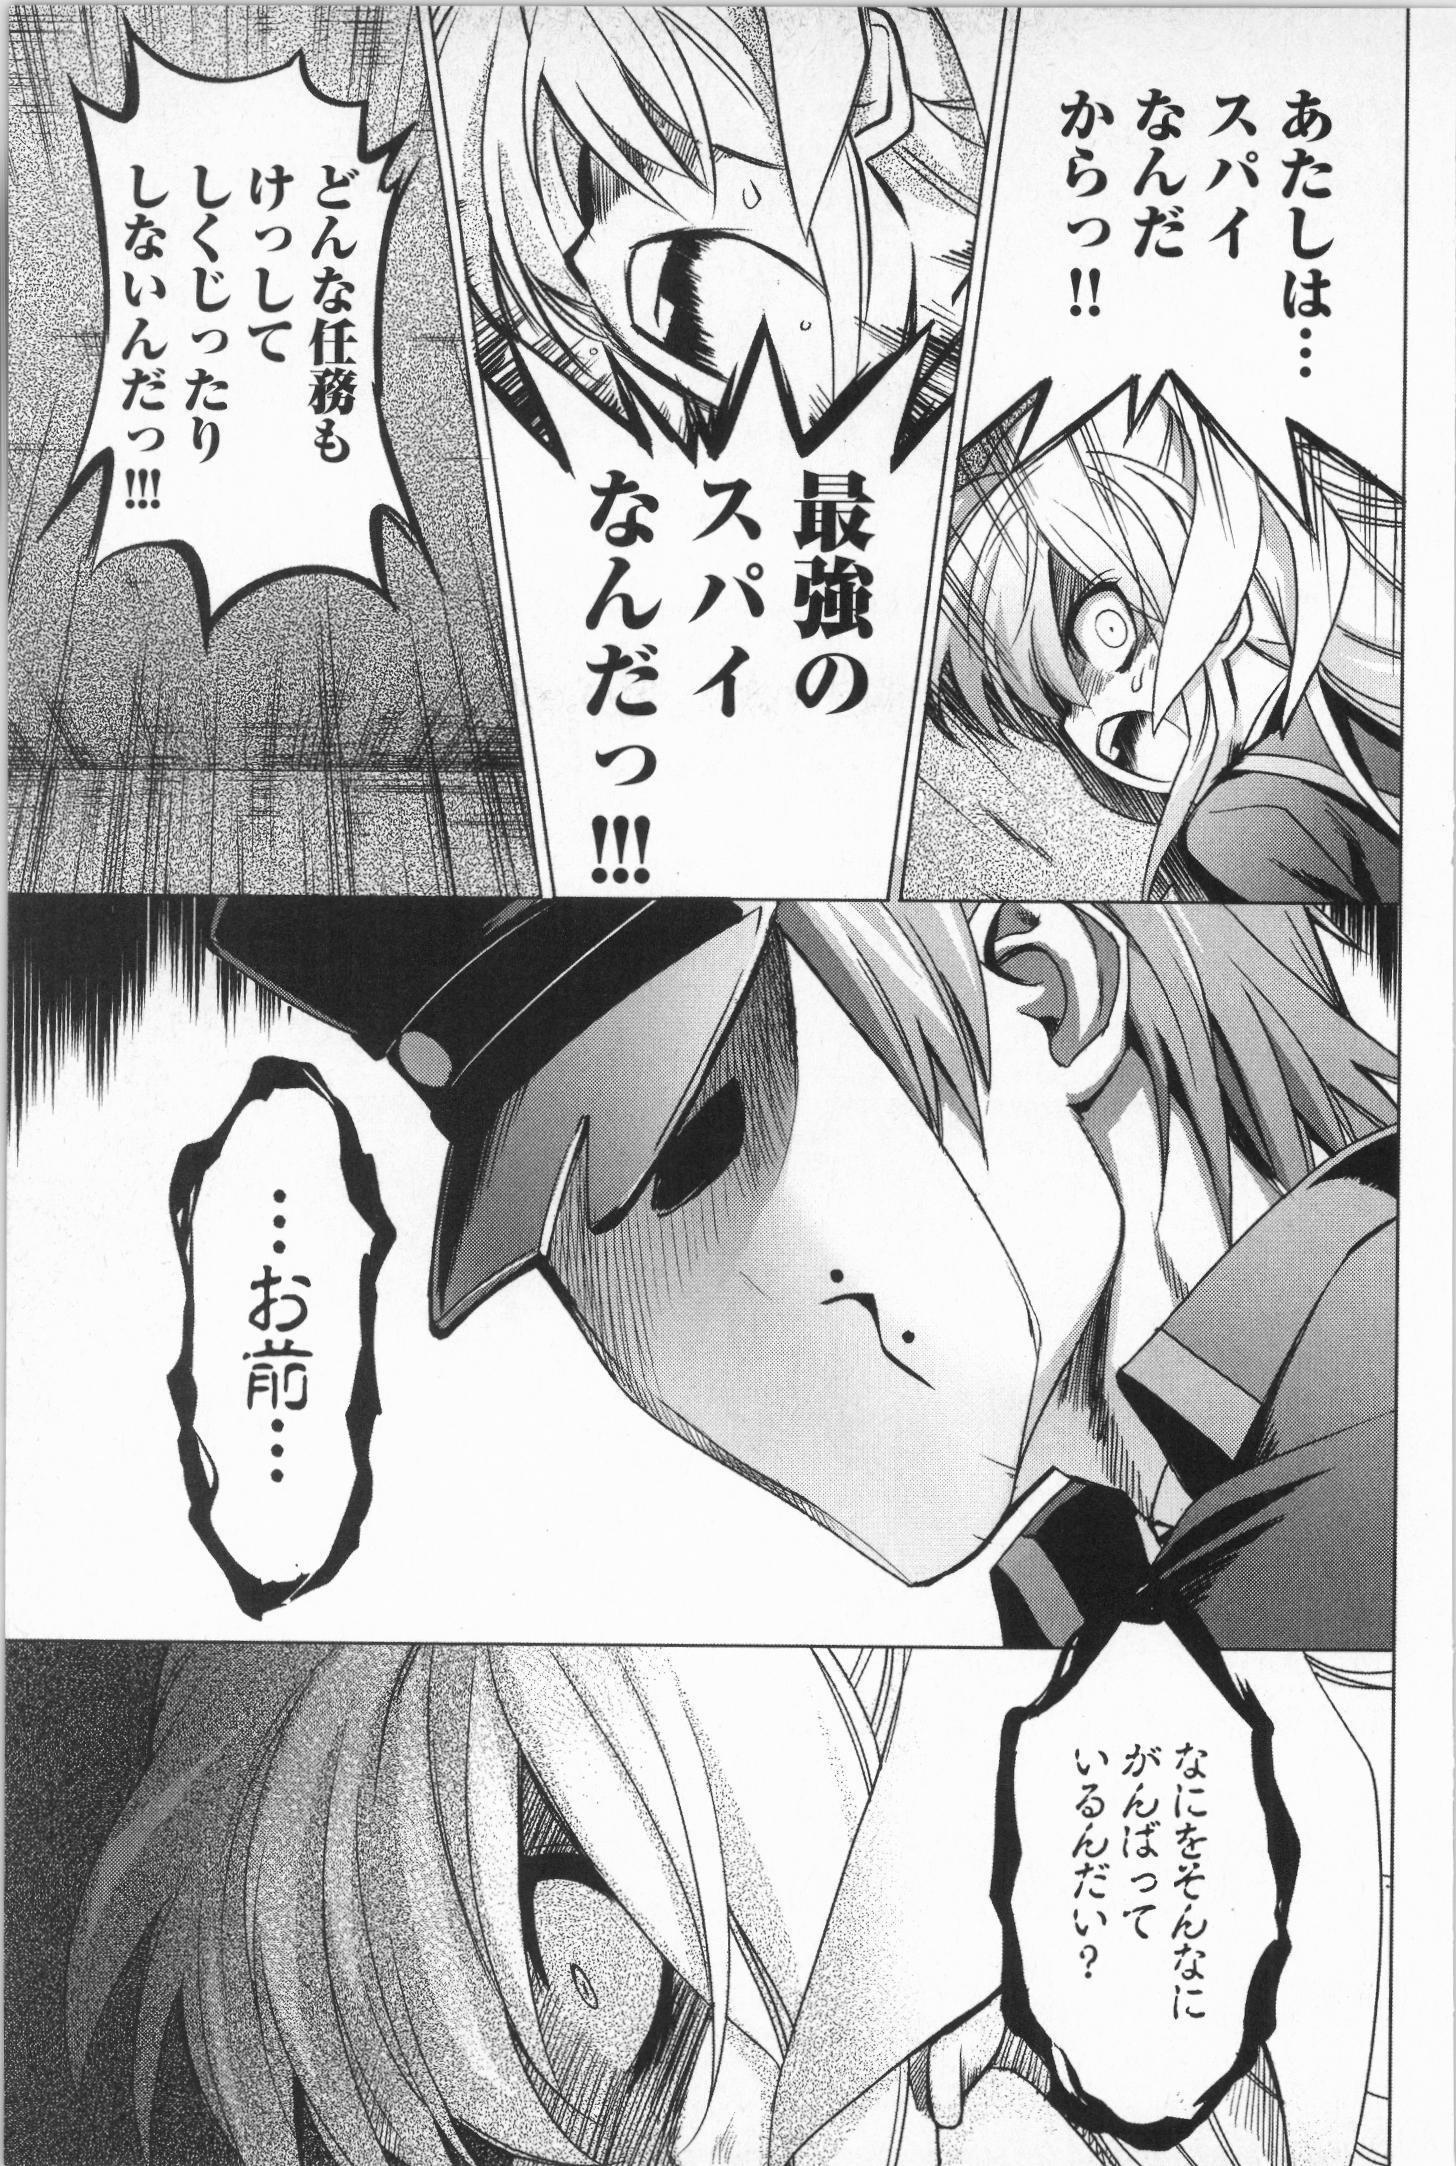 あたしは…
スパイ
なんだ
からっ!!
最強の
スパイ
なんだっ!!!
どんな任務も
けっして
しくじったり
しないんだっ!!!
…お前…
なにをそんなに
がんばって
いるんだい？